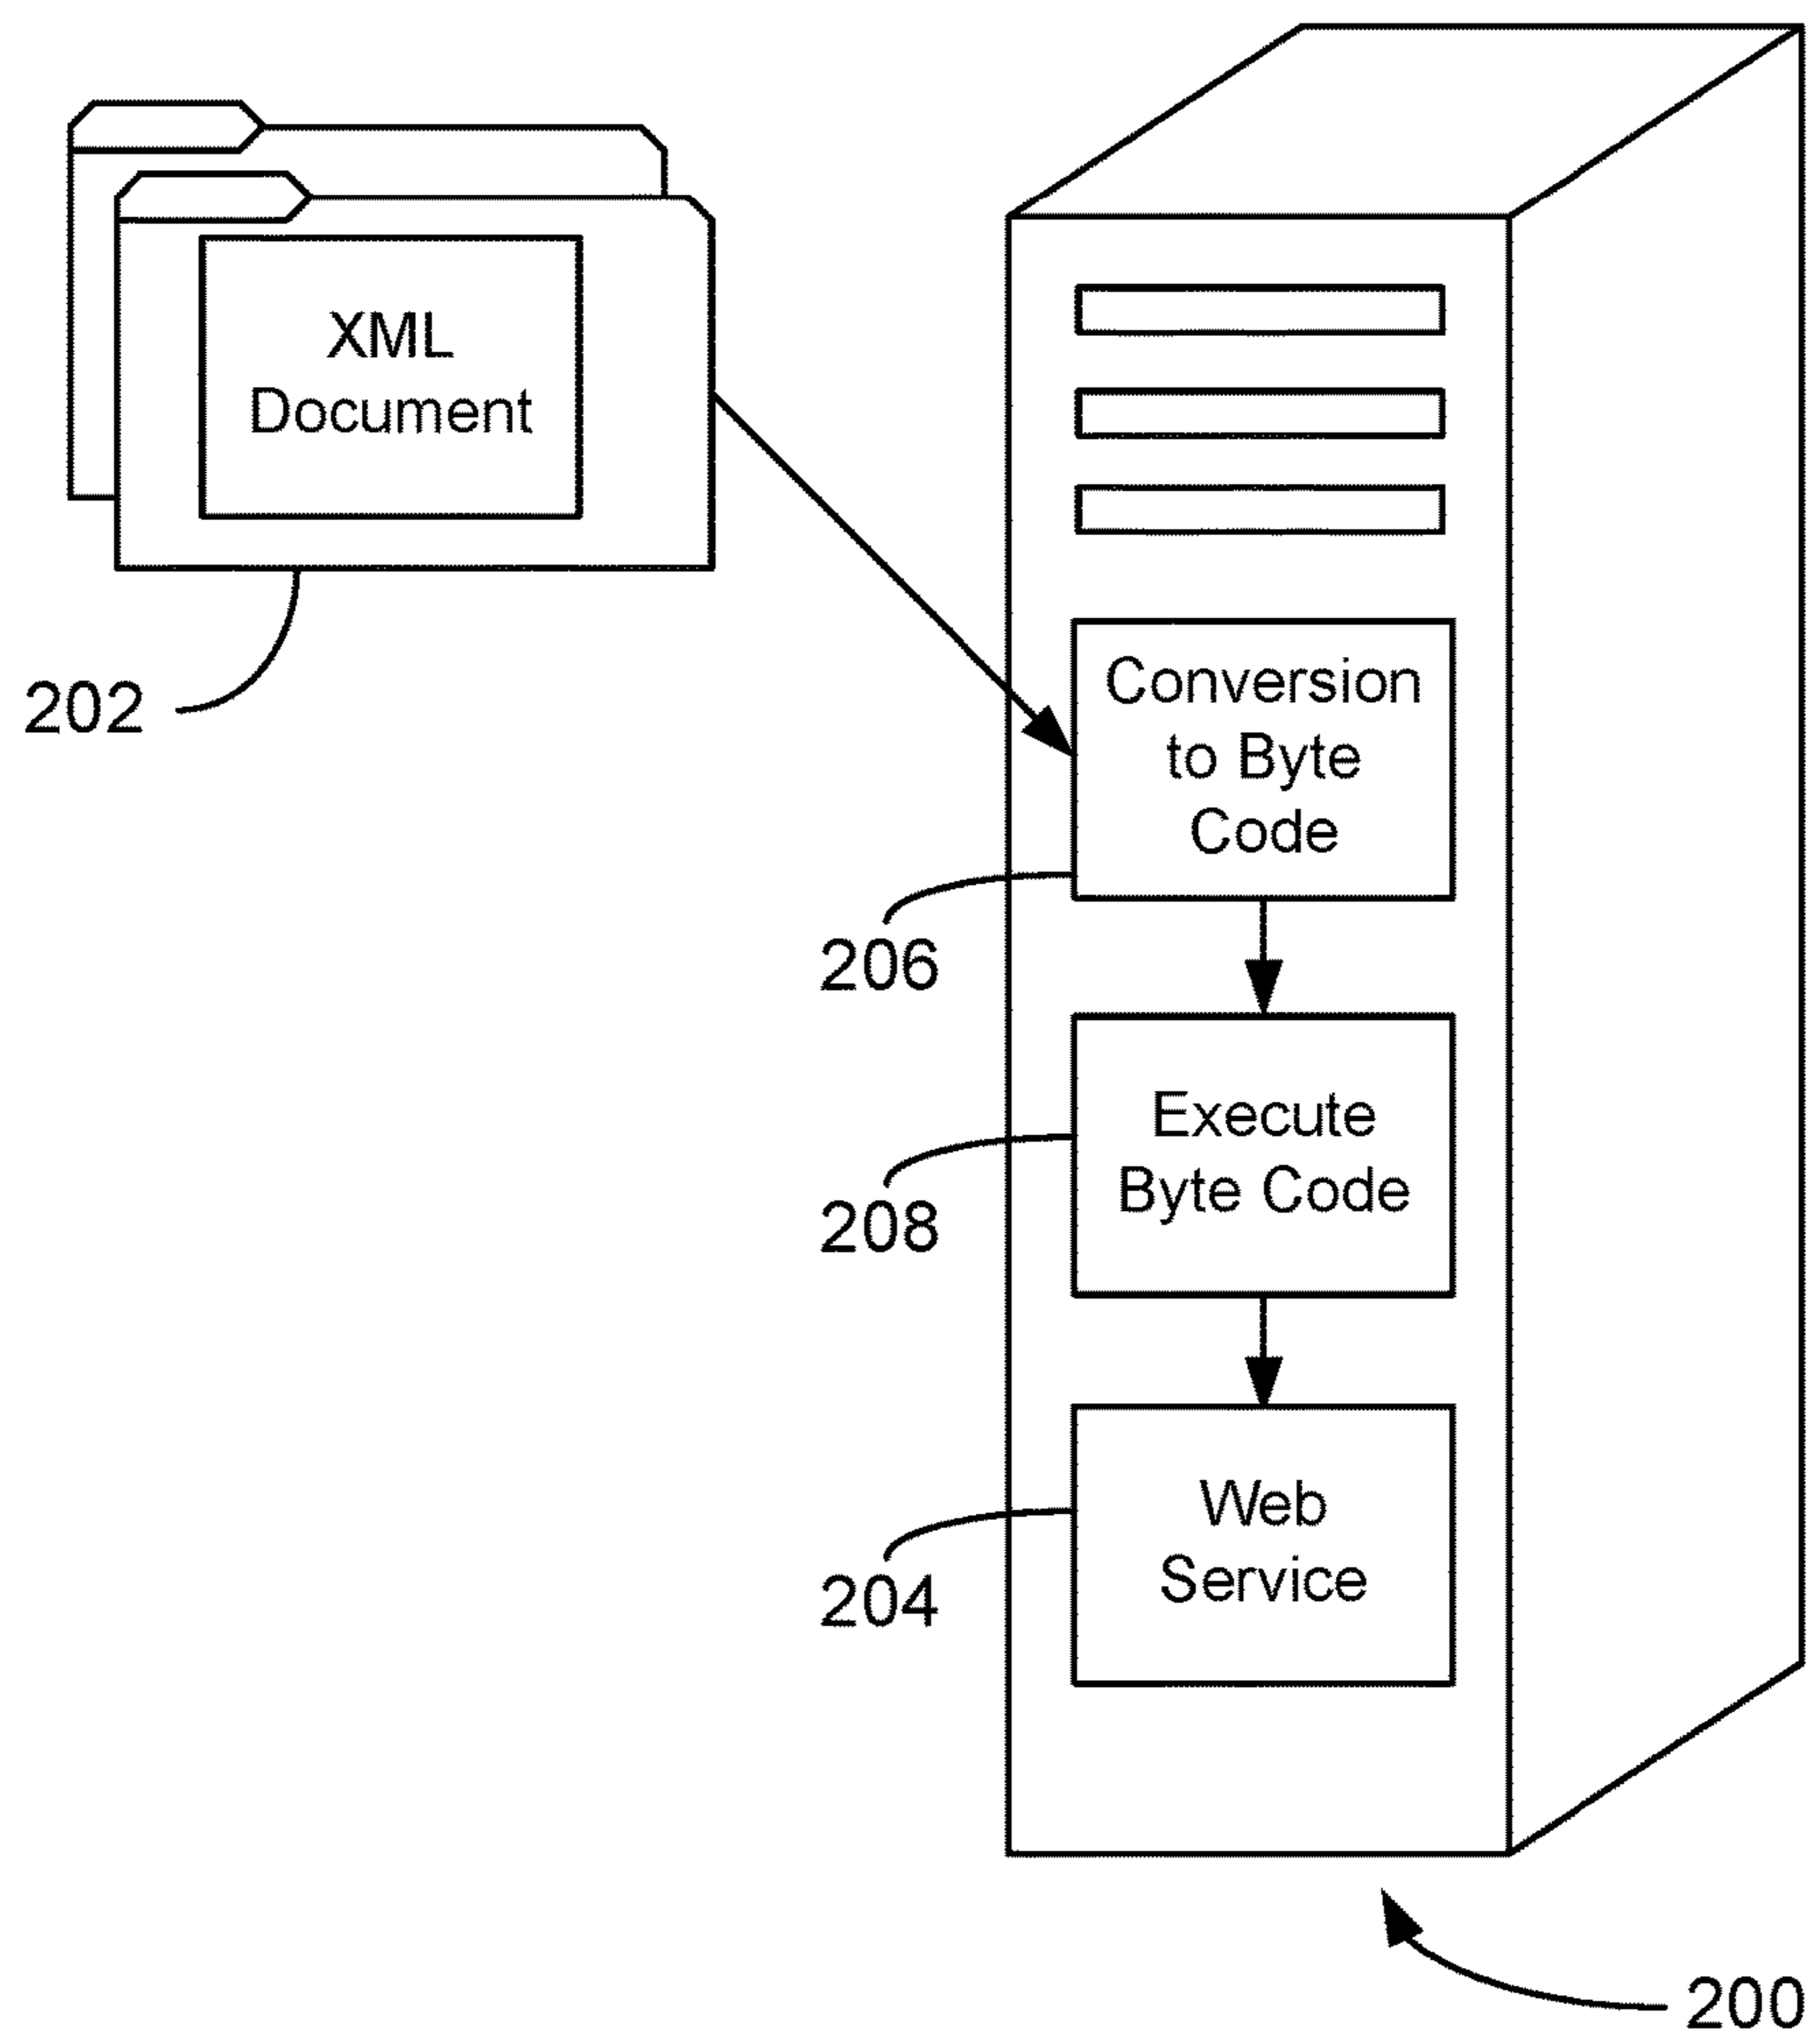 XML
Document
202
Conversion
to Byte
Code
206
Execute
Byte Code
208
Web
Service
204
200